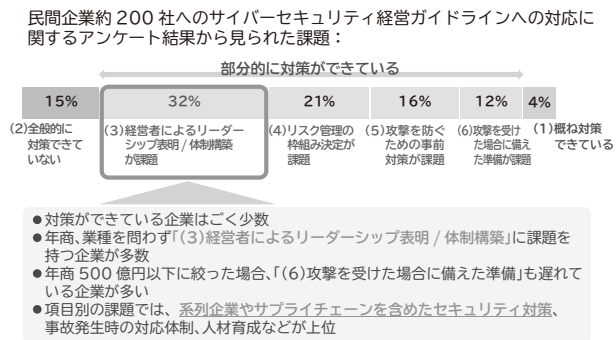 民間企業約200社へのサイバーセキュリティ経営ガイドラインへの対応に
関するアンケート結果から見られた課題：
部分的に対策ができている
15% 32% 21% 16% 12% 4%
(2)全般的に
対策できて
いない
(3)経営者によるリーダー
シップ表明/体制構築
が課題
(4)リスク管理の
枠組み決定が
課題
(5)攻撃を防ぐ
ための事前
対策が課題
(6)攻撃を受け
た場合に備え
た準備が課題
(1)概ね対策
できている
●対策ができている企業はごく少数
●年商、業種を問わず「(3)経営者によるリーダーシップ表明/体制構築」に課題を
持つ企業が多数
●年商500億円以下に絞った場合、「(6)攻撃を受けた場合に備えた準備」も遅れて
いる企業が多い
●項目別の課題では、系列企業やサプライチェーンを含めたセキュリティ対策、
事故発生時の対応体制、人材育成などが上位